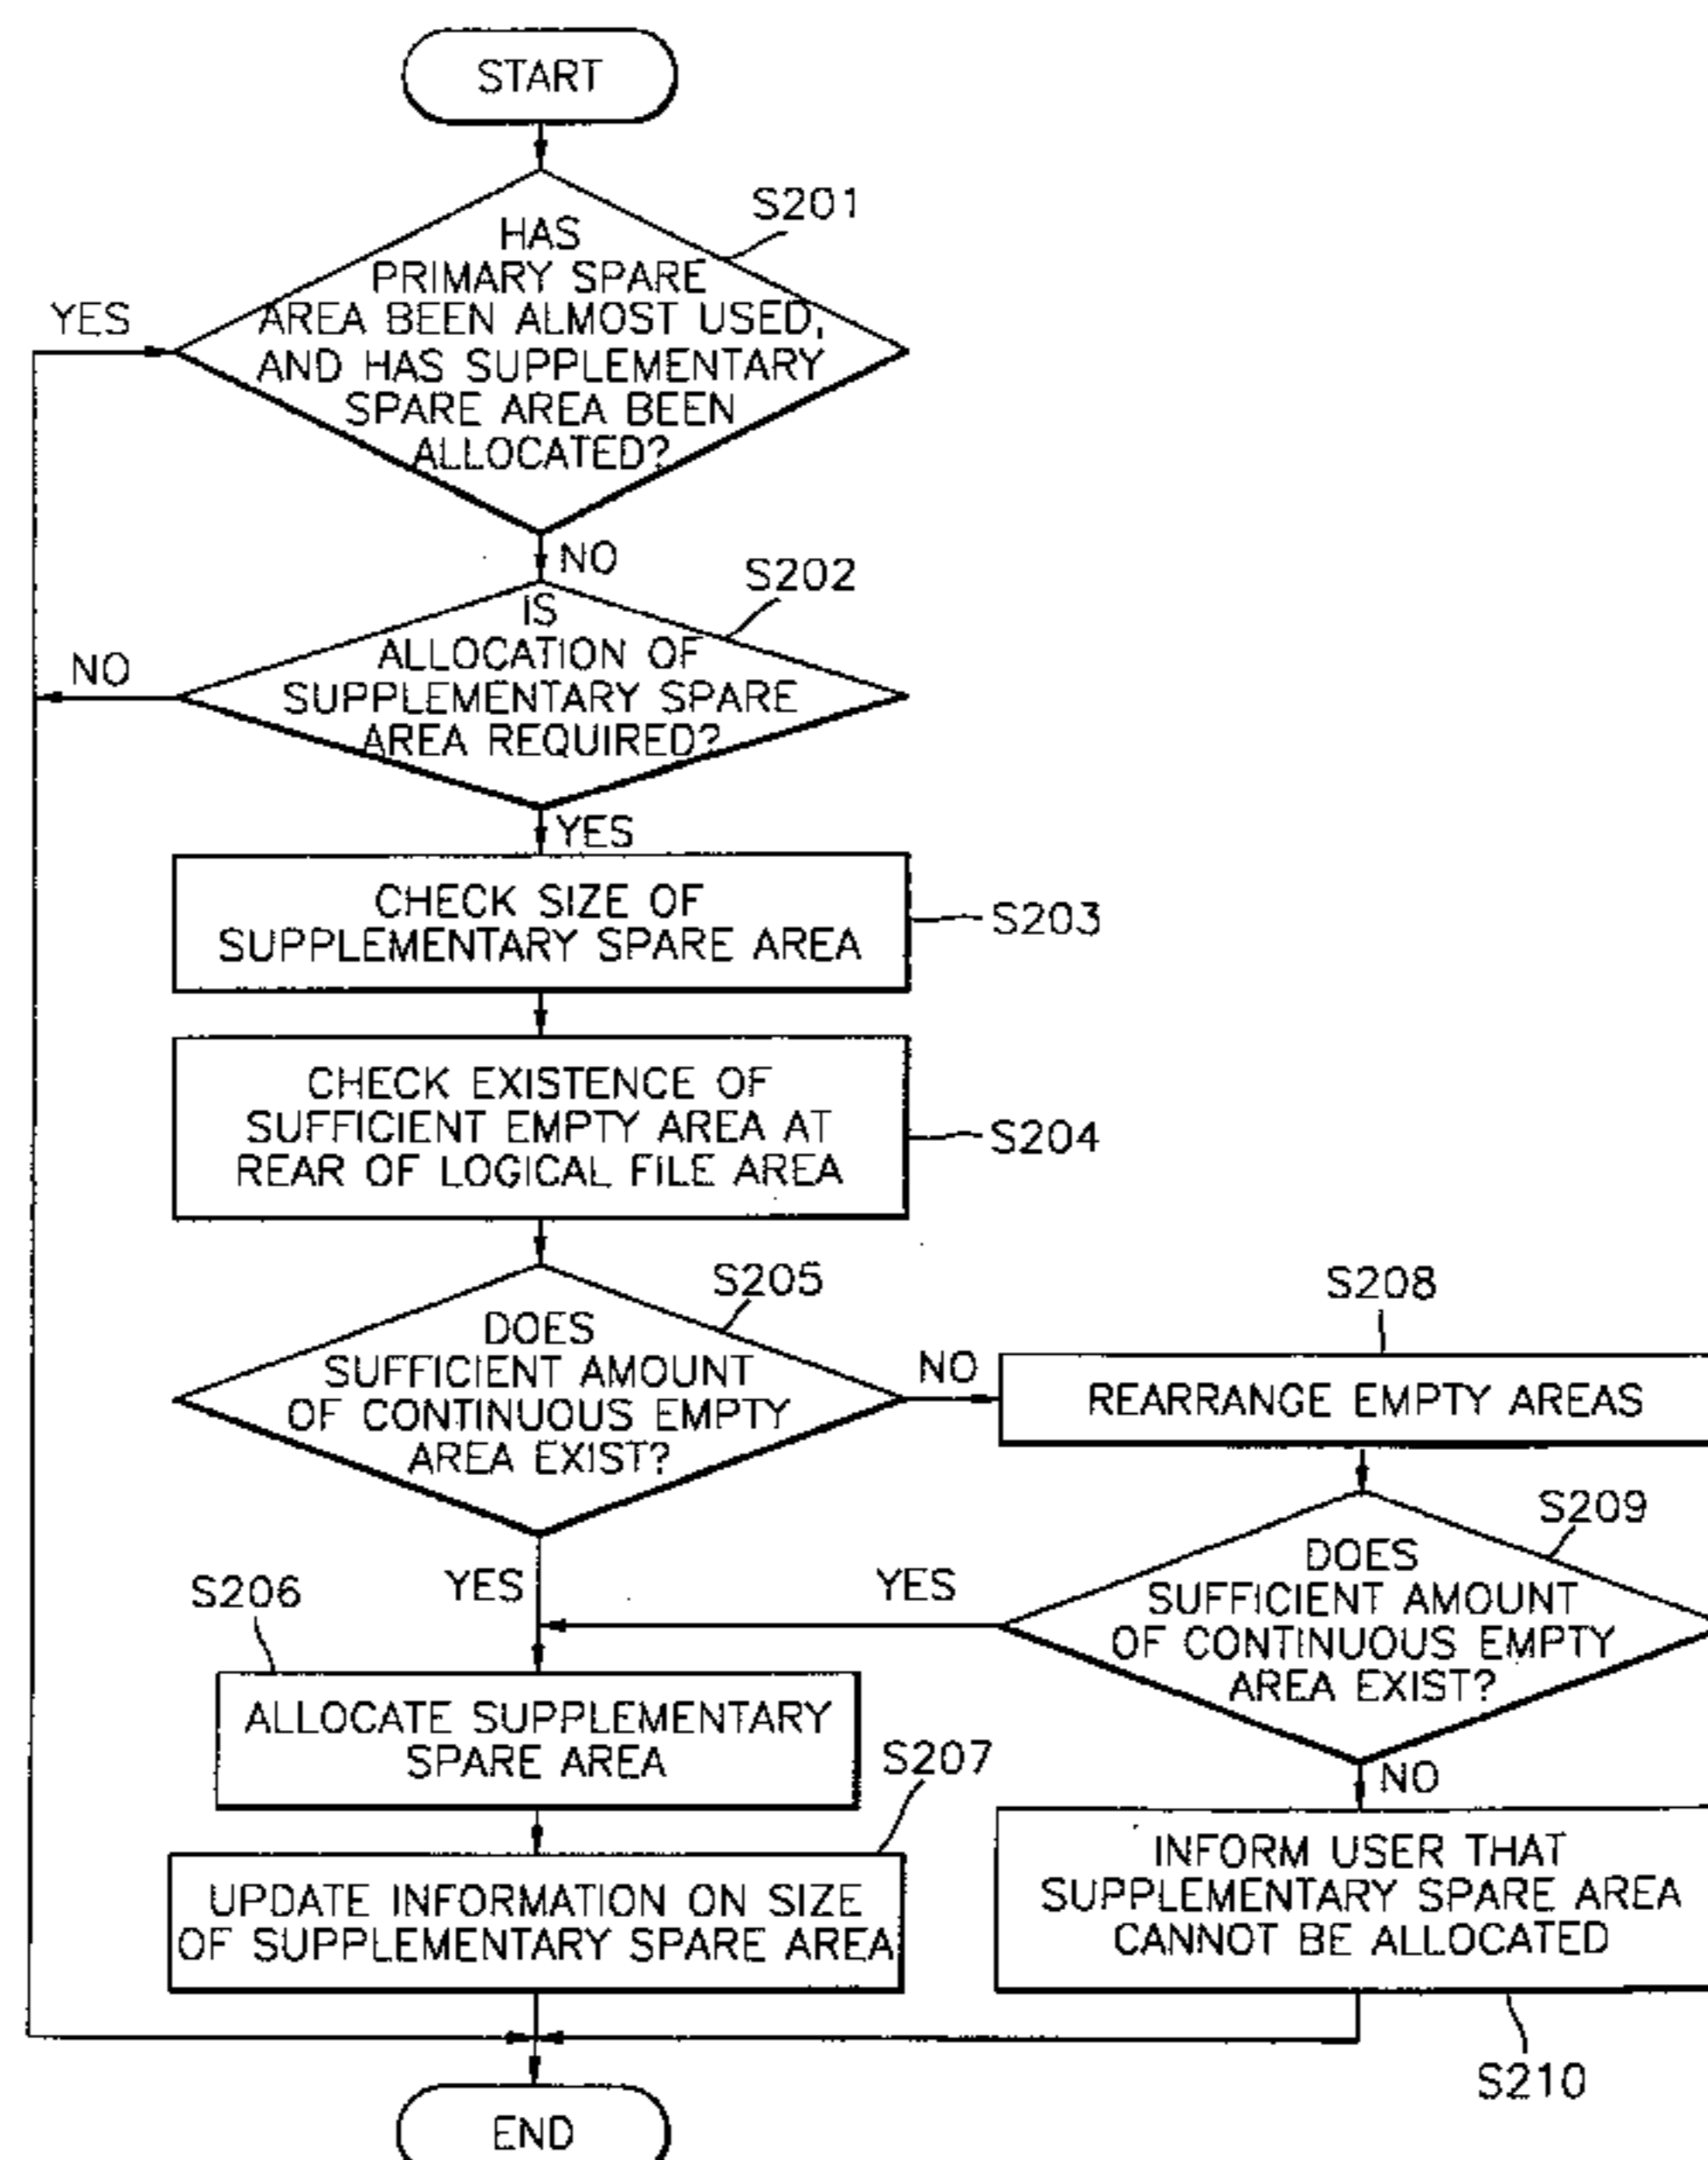 START
S201
HAS
PRIMARY SPARE
AREA BEEN ALMOST USED,
AND HAS SUPPLEMENTARY
SPARE AREA BEEN
ALLOCATED?
YES
NO
S202
IS
ALLOCATION OF
SUPPLEMENTARY SPARE
AREA REQUIRED?
NO
YES
CHECK SIZE OF
SUPPLEMENTARY SPARE AREA
S203
CHECK EXISTENCE OF
SUFFICIENT EMPTY AREA AT
REAR OF LOGICAL FILE AREA
S204
S205
DOES
SUFFICIENT AMOUNT
OF CONTINUOUS EMPTY
AREA EXIST?
NO
S208
REARRANGE EMPTY AREAS
S209
DOES
SUFFICIENT AMOUNT
OF CONTINUOUS EMPTY
AREA EXIST?
YES
YES
S206
ALLOCATE SUPPLEMENTARY
SPARE AREA
S207
UPDATE INFORMATION ON SIZE
OF SUPPLEMENTARY SPARE AREA
NO
INFORM USER THAT
SUPPLEMENTARY SPARE AREA
CANNOT BE ALLOCATED
S210
END